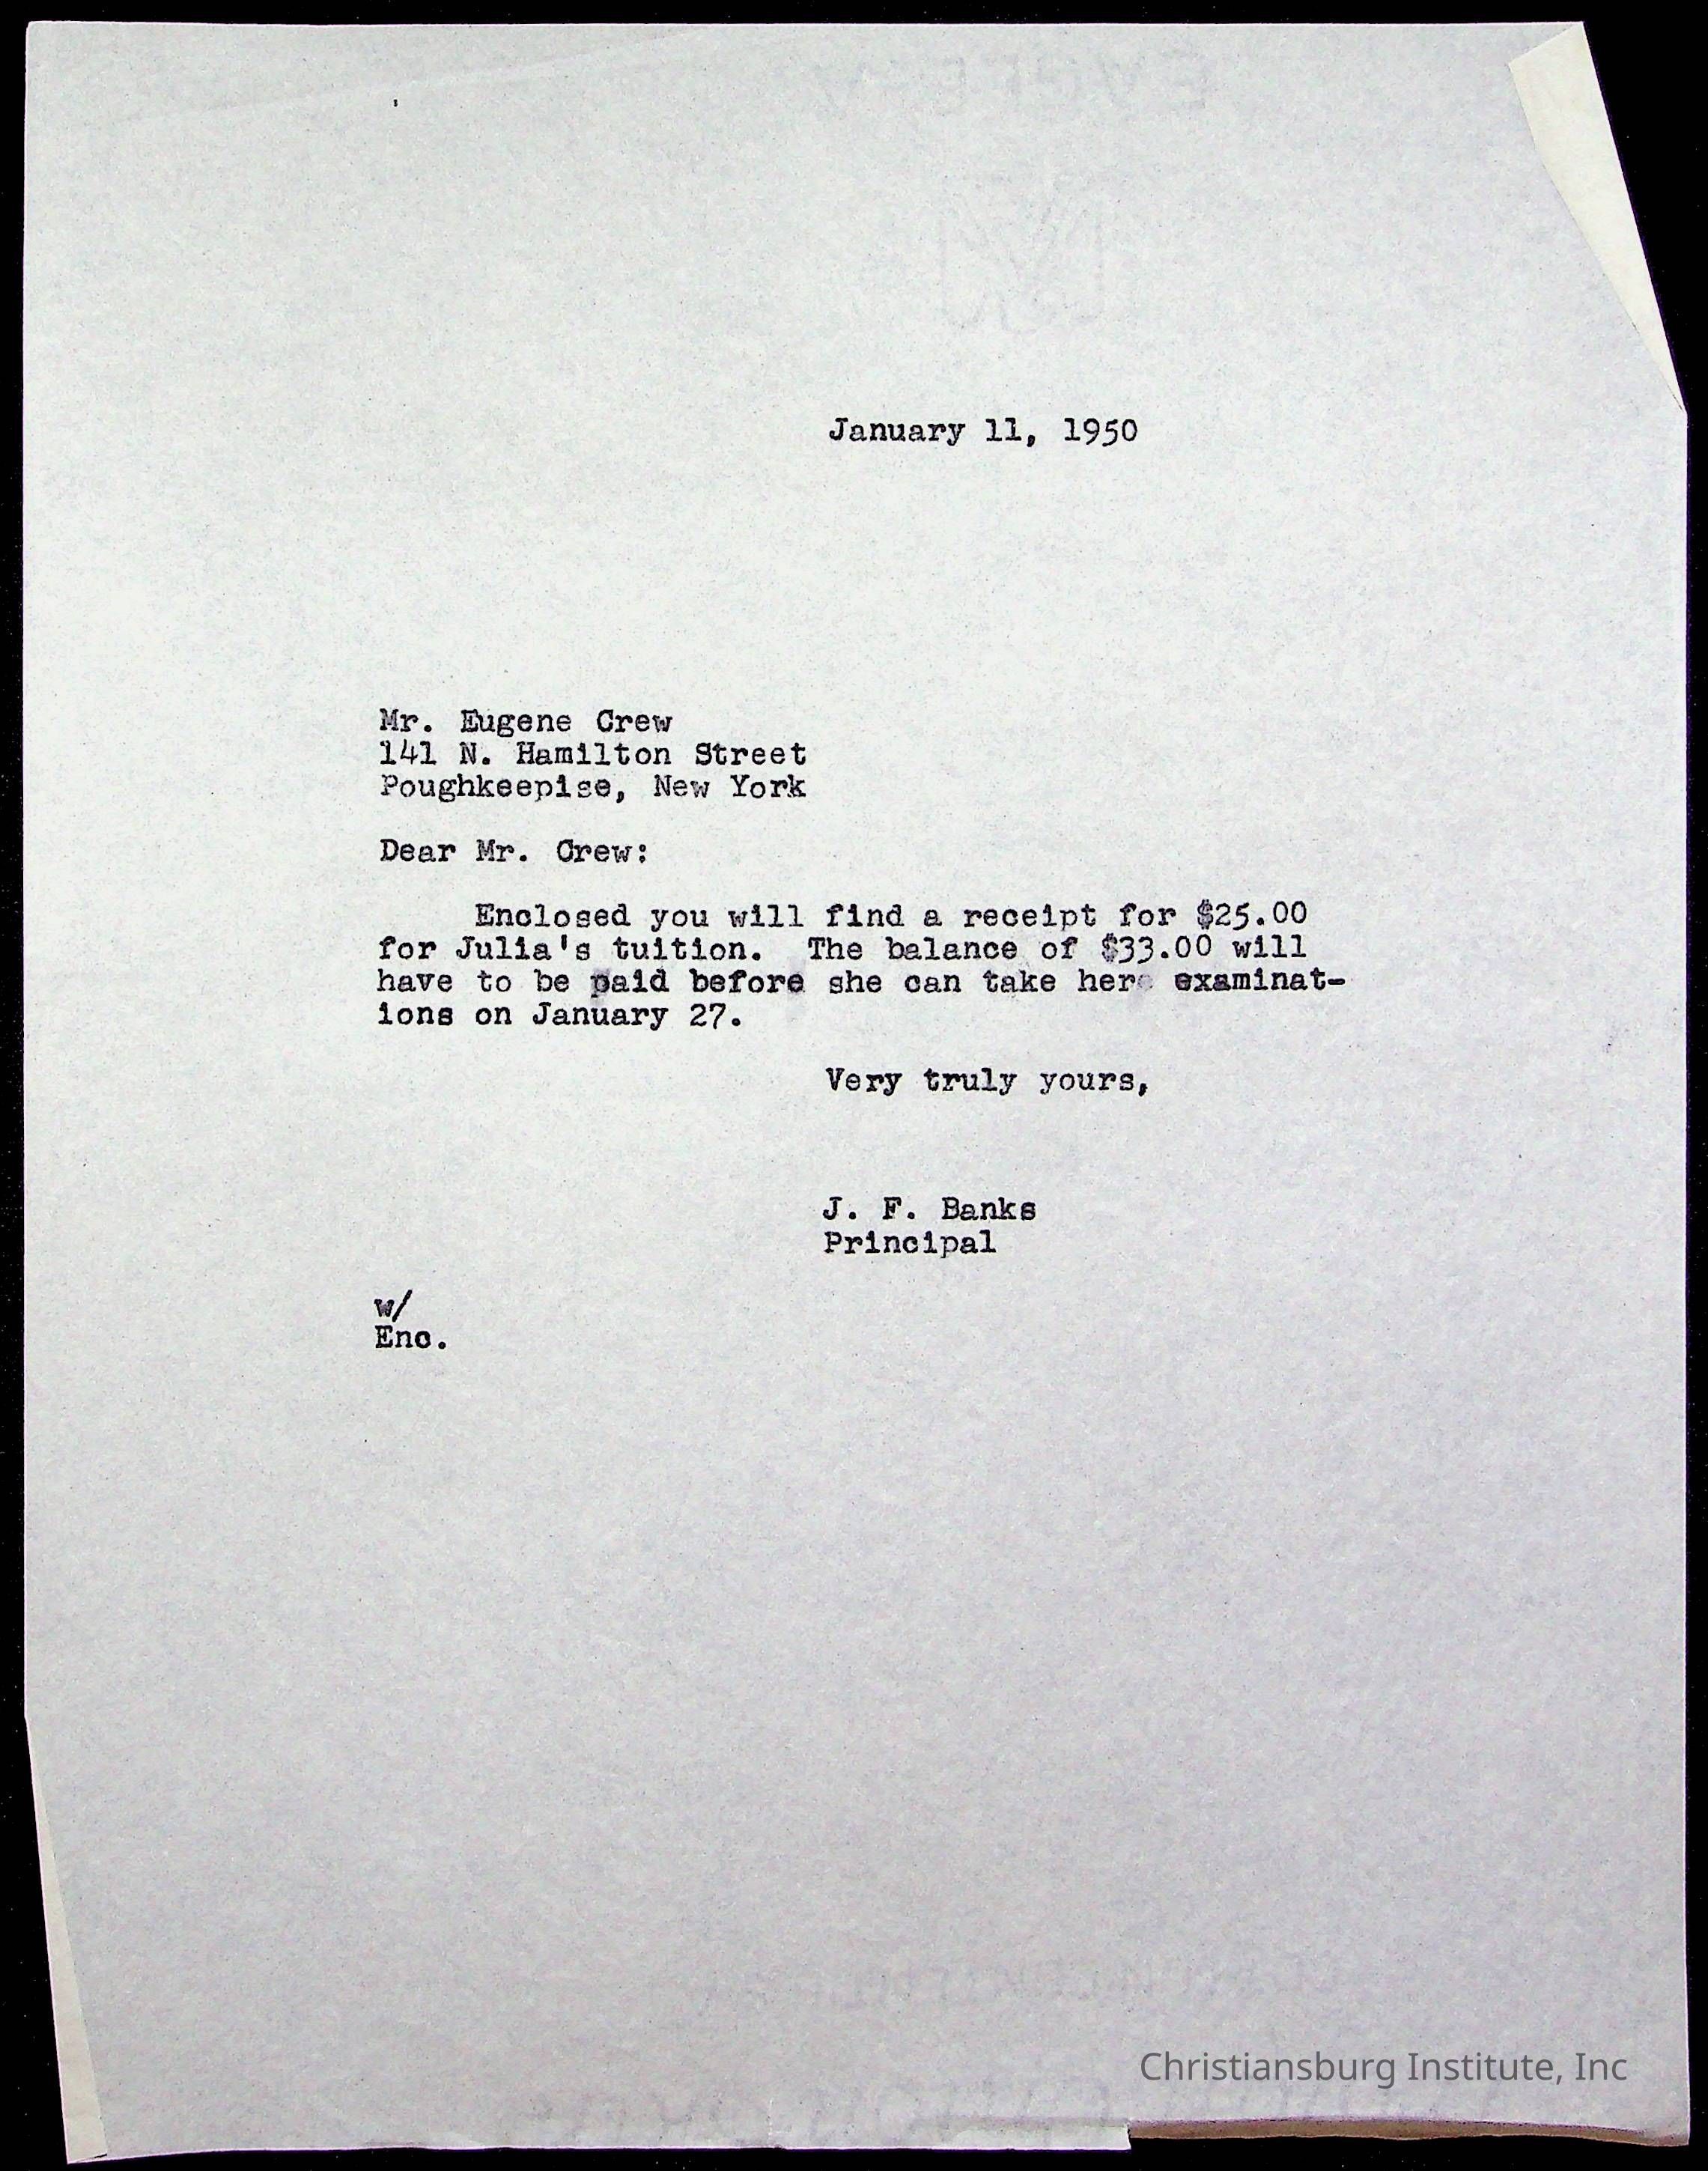 January 11, 1950
Mr. Eugene Crew
141 N. Hamilton Street
Poughkeepise, New York
Dear Mr. Crew:
Enclosed you will find a receipt for $25.00
for Julia's tuition. The balance of $33.00 will
have to be paid before she can take her examinat-
ions on January 27.
Very truly yours,
J. F. Banks
Principal
w/
Enc.
Christiansburg Institute, Inc